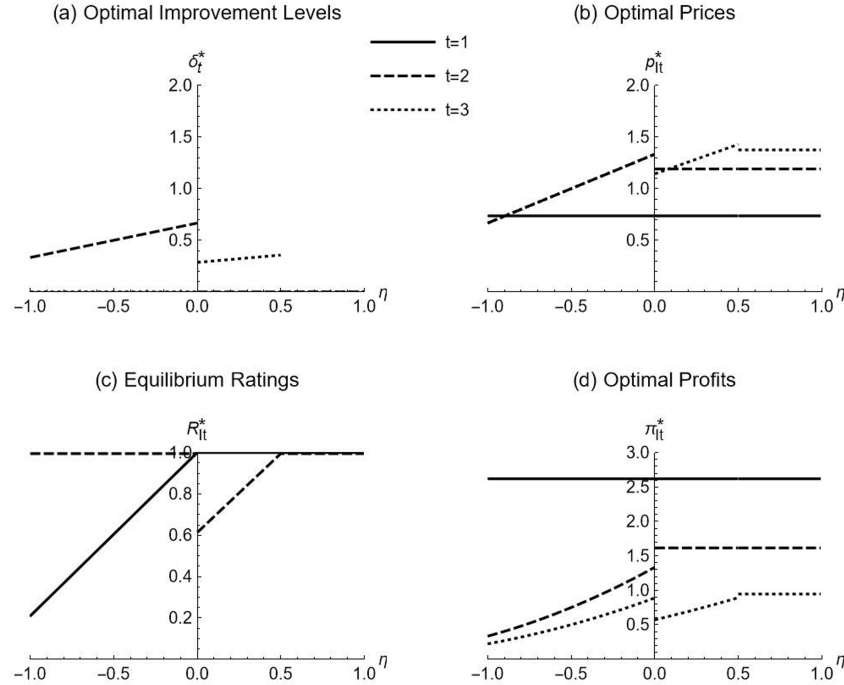 (a) Optimal Improvement Levels
(b) Optimal Prices
t=1
t=2
t=3
δ*t
2.0
1.5
1.0
0.5
−1.0 −0.5 0.0 0.5 1.0 η
p*It
2.0
1.5
1.0
0.5
−1.0 −0.5 0.0 0.5 1.0 η
(c) Equilibrium Ratings
(d) Optimal Profits
R*It
1.0
0.8
0.6
0.4
0.2
−1.0 −0.5 0.0 0.5 1.0 η
π*It
3.0
2.5
2.0
1.5
1.0
0.5
−1.0 −0.5 0.0 0.5 1.0 η